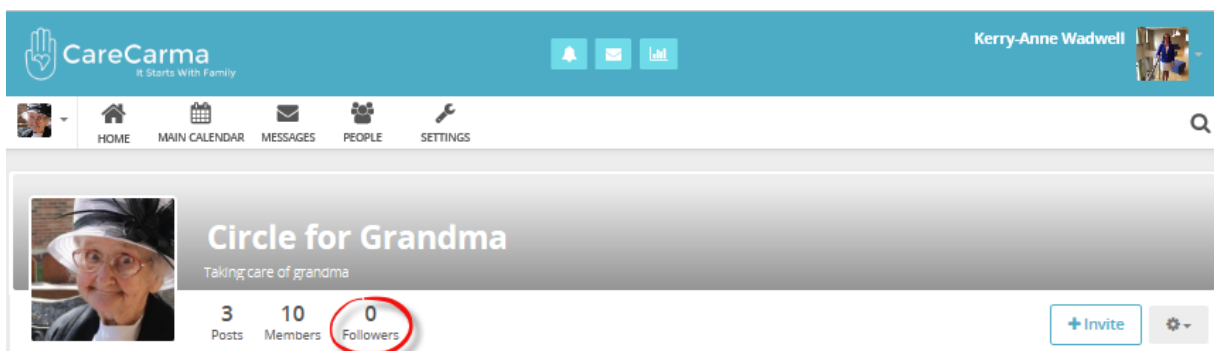 CareCarma
It Starts With Family
Kerry-Anne Wadwell
HOME MAIN CALENDAR MESSAGES PEOPLE SETTINGS
Circle for Grandma
Taking care of grandma
3 10 0
Posts Members Followers
+Invite